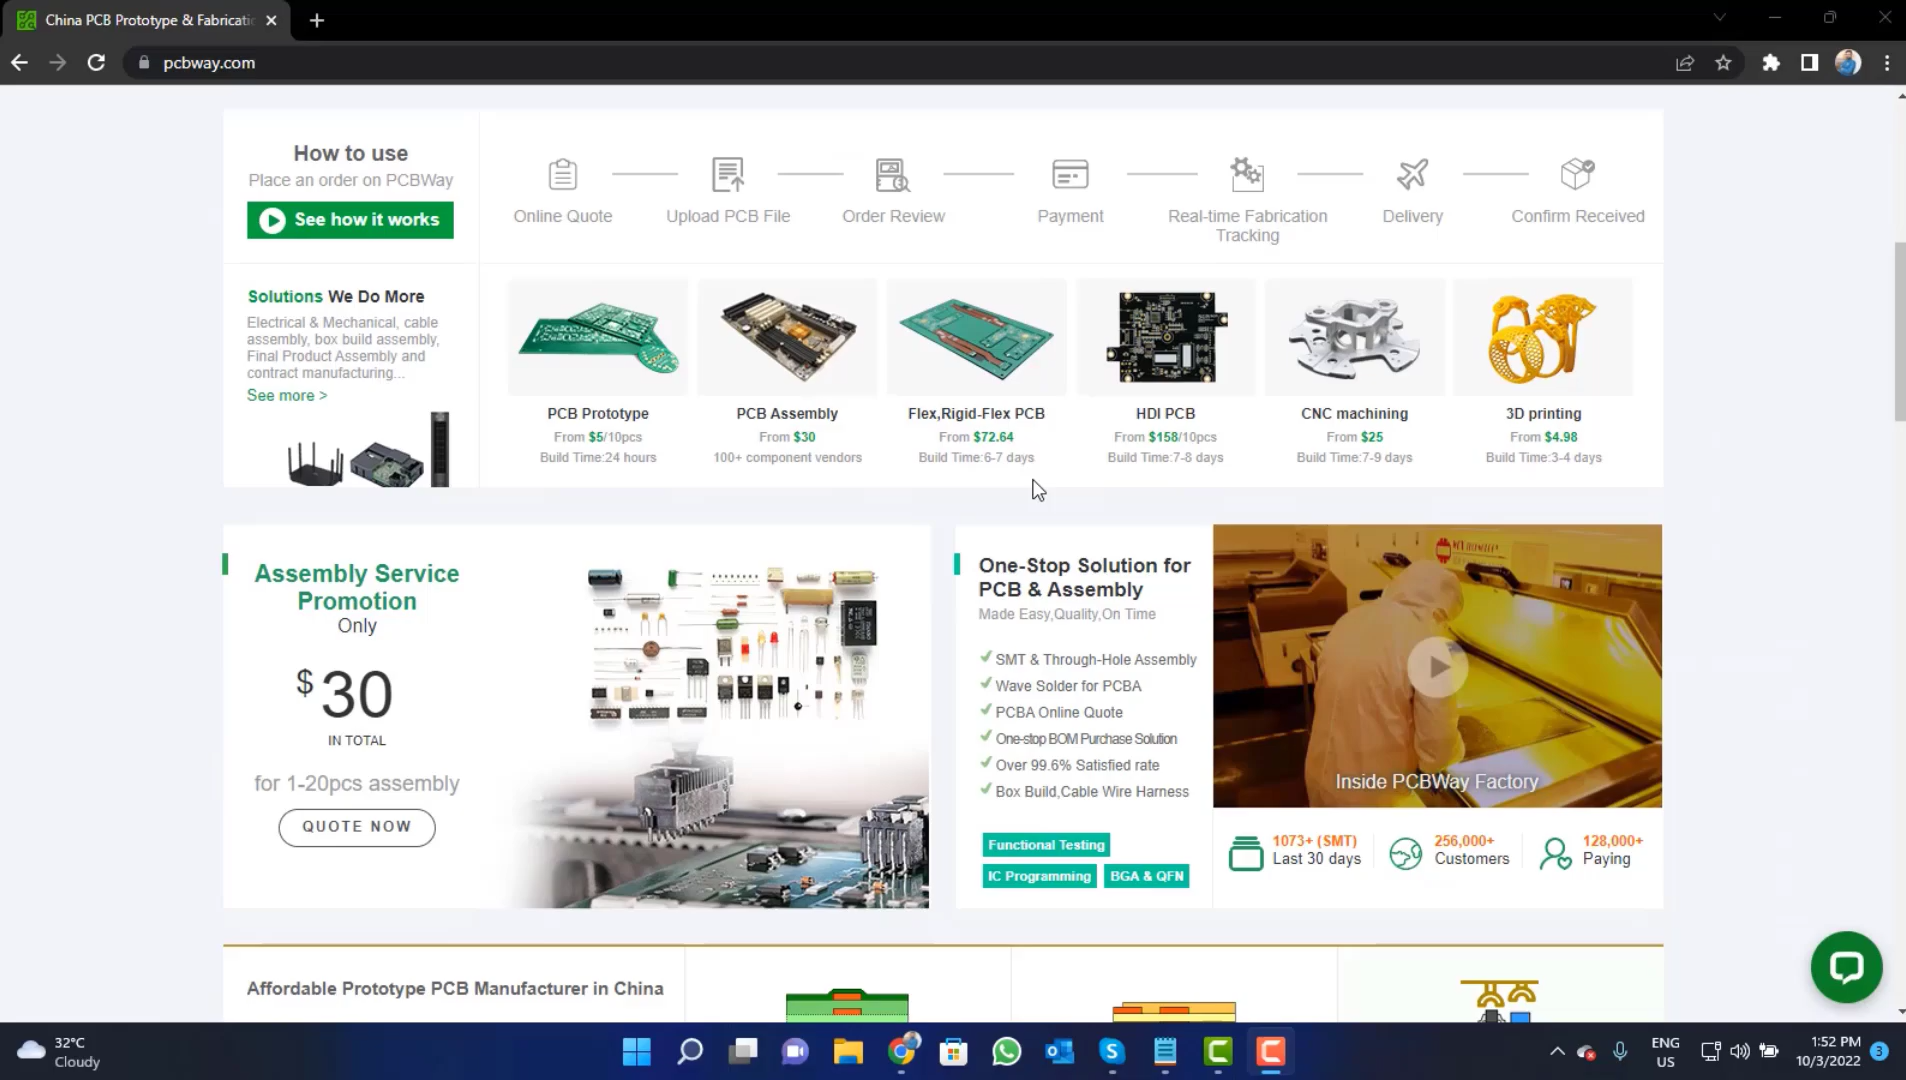 China PCB Prototype & Fabricatio
pcbway.com
How to use
Place an order on PCBWay
See how it works
Online Quote
Upload PCB File
Order Review
Payment
Real-time Fabrication
Tracking
Delivery
Confirm Received
Solutions We Do More
Electrical & Mechanical, cable
assembly, box build assembly,
Final Product Assembly and
contract manufacturing...
See more >
PCB Prototype
From $5/10pcs
Build Time:24 hours
PCB Assembly
From $30
100+ component vendors
Flex,Rigid-Flex PCB
From $72.64
Build Time:6-7 days
HDI PCB
From $158/10pcs
Build Time:7-8 days
CNC machining
From $25
Build Time:7-9 days
3D printing
From $4.98
Build Time:3-4 days
Assembly Service
Promotion
Only
$30
IN TOTAL
for 1-20pcs assembly
QUOTE NOW
One-Stop Solution for
PCB & Assembly
Made Easy,Quality,On Time
SMT & Through-Hole Assembly
Wave Solder for PCBA
PCBA Online Quote
One-stop BOM Purchase Solution
Over 99.6% Satisfied rate
Box Build,Cable Wire Harness
Functional Testing
IC Programming
BGA & QFN
Inside PCBWay Factory
1073+ (SMT)
Last 30 days
256,000+
Customers
128,000+
Paying
Affordable Prototype PCB Manufacturer in China
32°C
Cloudy
ENG
US
1:52 PM
10/3/2022
3